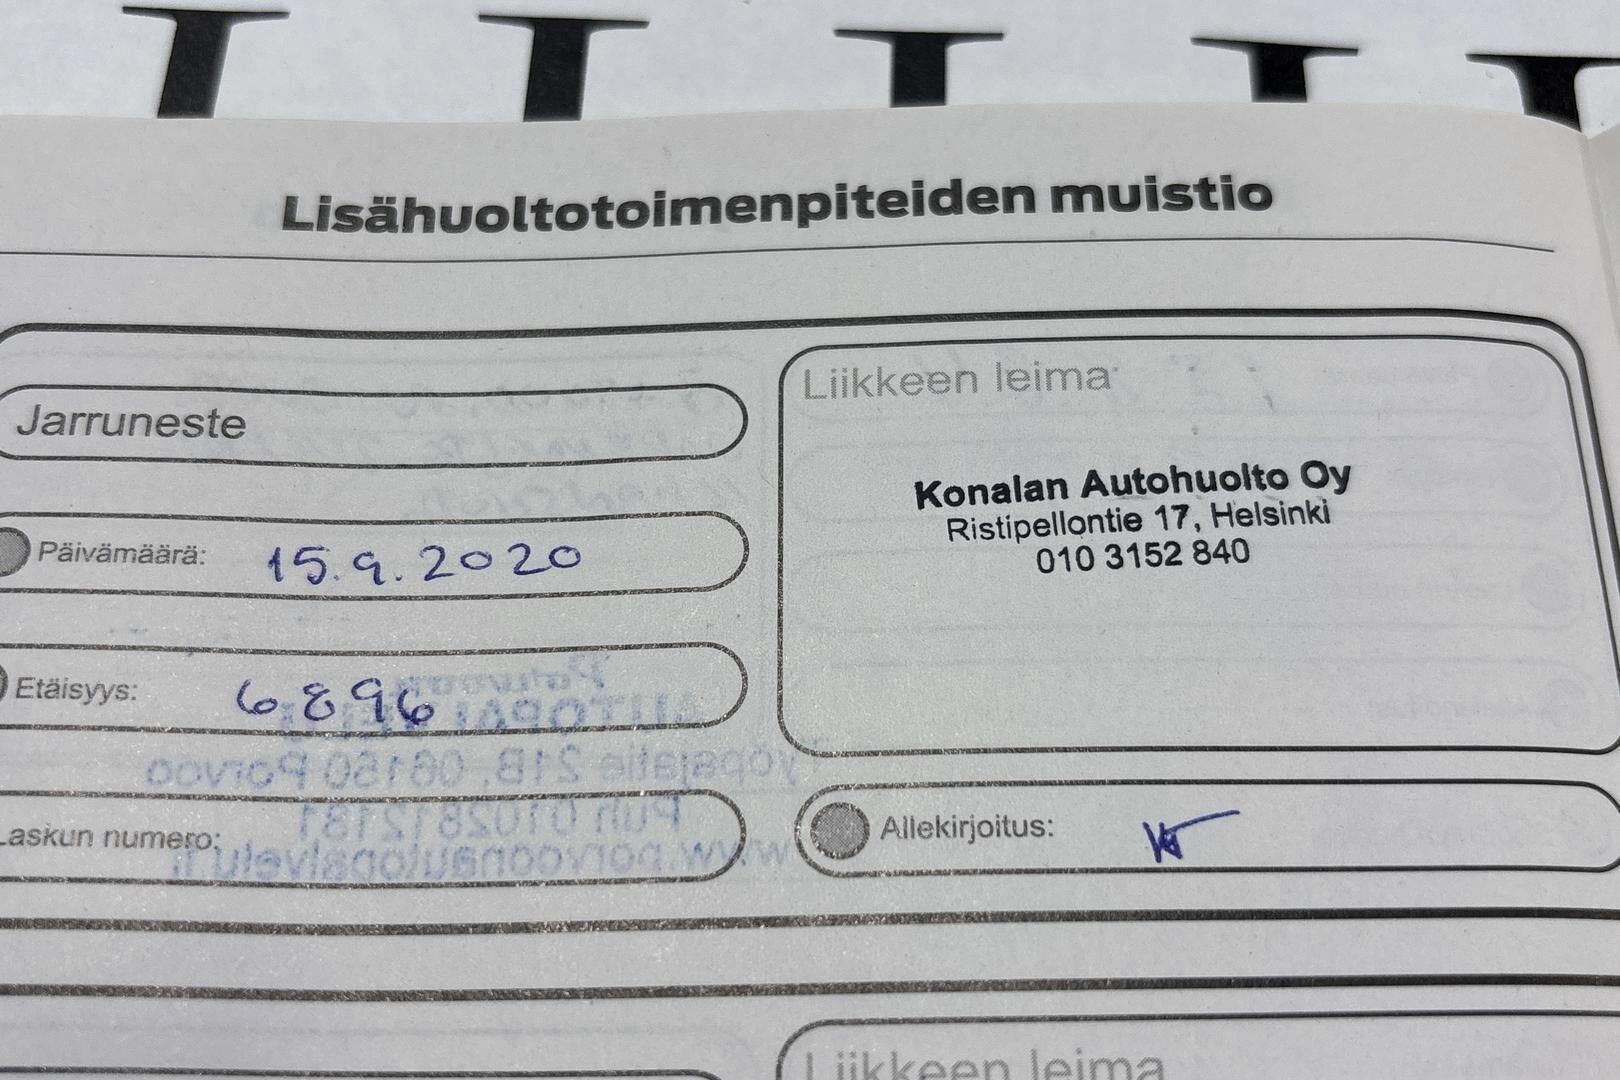 Lisähuoltotoimenpiteiden muistio
Jarruneste
Päivämäärä: 15.9.2020
Etäisyys: 6896
Laskun numero:
Liikkeen leima
Konalan Autohuolto Oy
Ristipellontie 17, Helsinki
010 3152 840
Allekirjoitus:
Liikkeen leima